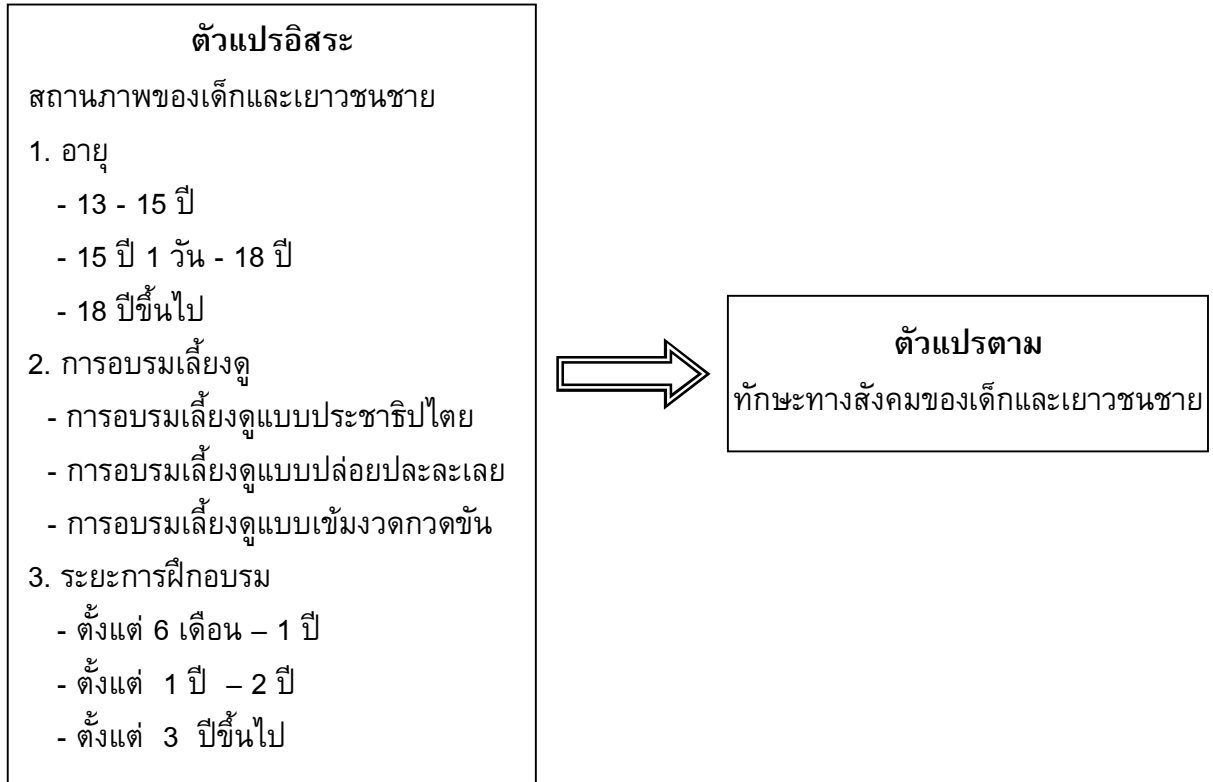 ตัวแปรอิสระ
สถานภาพของเด็กและเยาวชนชาย
1. อายุ
- 13 - 15 ปี
- 15 ปี 1 วัน - 18 ปี
- 18 ปีขึ้นไป
2. การอบรมเลี้ยงดู
- การอบรมเลี้ยงดูแบบประชาธิปไตย
- การอบรมเลี้ยงดูแบบปล่อยปละละเลย
- การอบรมเลี้ยงดูแบบเข้มงวดกวดขัน
3. ระยะการฝึกอบรม
- ตั้งแต่ 6 เดือน – 1 ปี
- ตั้งแต่ 1 ปี – 2 ปี
- ตั้งแต่ 3 ปีขึ้นไป
ตัวแปรตาม
ทักษะทางสังคมของเด็กและเยาวชนชาย